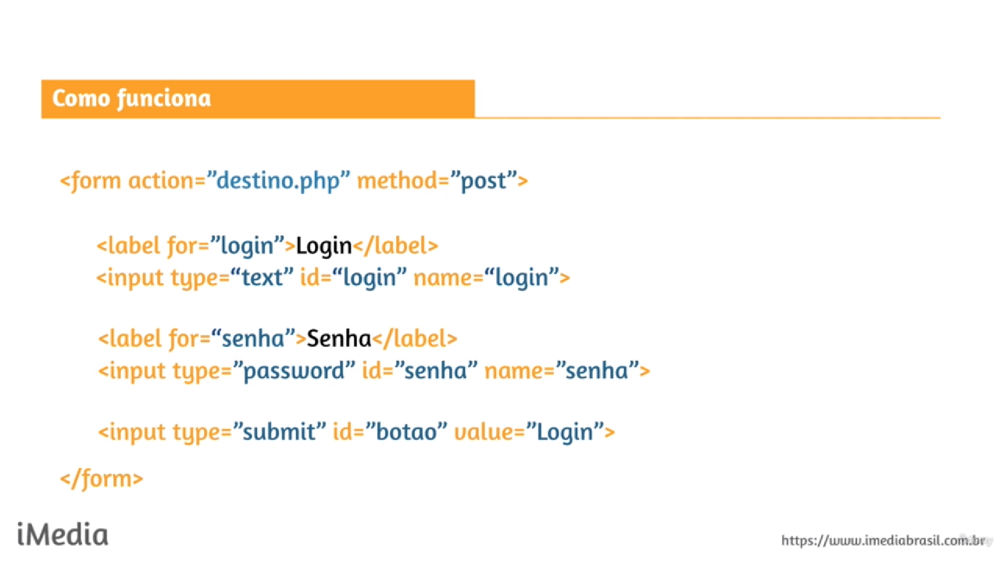 Como funciona
<form action=”destino.php” method=”post”>
<label for=”login”>Login</label>
<input type=“text” id=“login” name=“login”>
<label for=“senha”>Senha</label>
<input type=”password” id=”senha” name=”senha”>
<input type=”submit” id=”botao” value=”Login”>
</form>
iMedia
https://www.imediabrasil.com.br